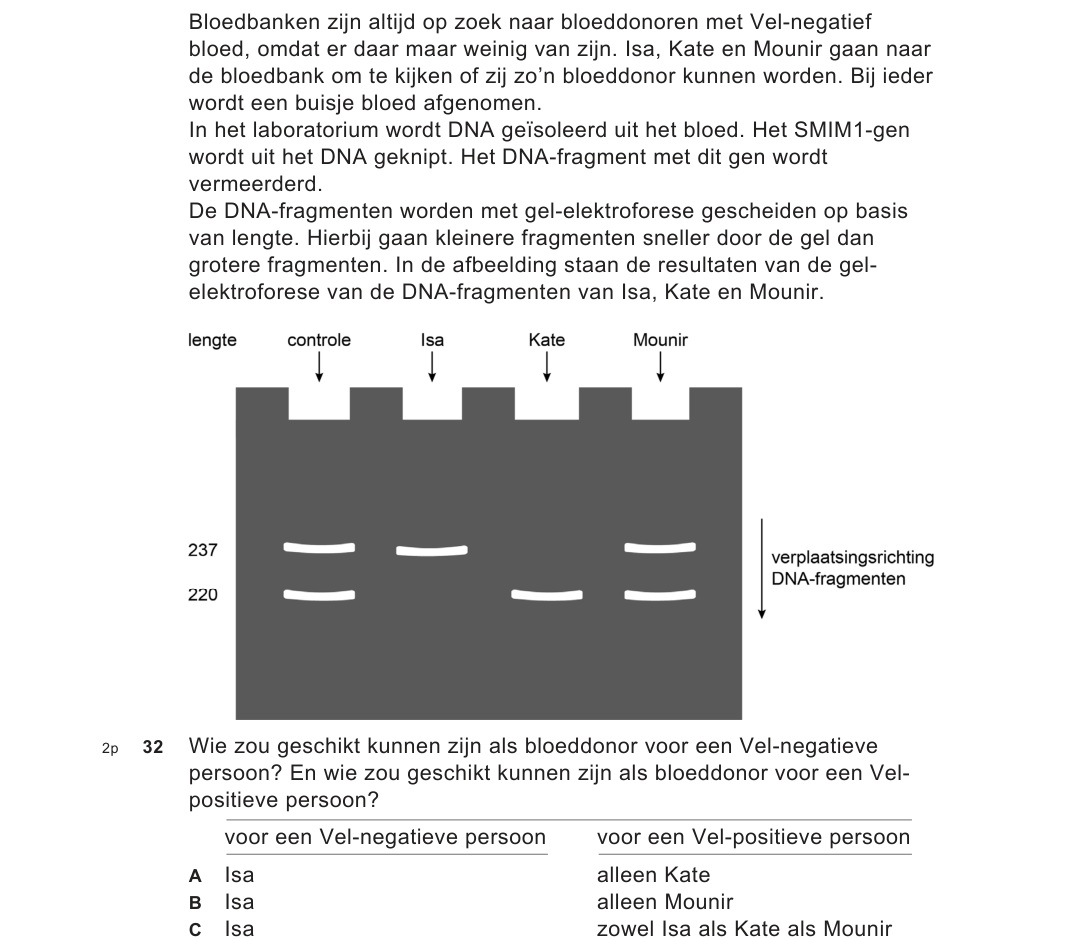 Bloedbanken zijn altijd op zoek naar bloeddonoren met Vel-negatief
bloed, omdat er daar maar weinig van zijn. Isa, Kate en Mounir gaan naar
de bloedbank om te kijken of zij zo'n bloeddonor kunnen worden. Bij ieder
wordt een buisje bloed afgenomen.
In het laboratorium wordt DNA geïsoleerd uit het bloed. Het SMIM1-gen
wordt uit het DNA geknipt. Het DNA-fragment met dit gen wordt
vermeerderd.
De DNA-fragmenten worden met gel-elektroforese gescheiden op basis
van lengte. Hierbij gaan kleinere fragmenten sneller door de gel dan
grotere fragmenten. In de afbeelding staan de resultaten van de gel-
elektroforese van de DNA-fragmenten van Isa, Kate en Mounir.
lengte controle Isa Kate Mounir
237
220
verplaatsingsrichting
DNA-fragmenten
2p 32 Wie zou geschikt kunnen zijn als bloeddonor voor een Vel-negatieve
persoon? En wie zou geschikt kunnen zijn als bloeddonor voor een Vel-
positieve persoon?
voor een Vel-negatieve persoon voor een Vel-positieve persoon
A Isa alleen Kate
B Isa alleen Mounir
C Isa zowel Isa als Kate als Mounir